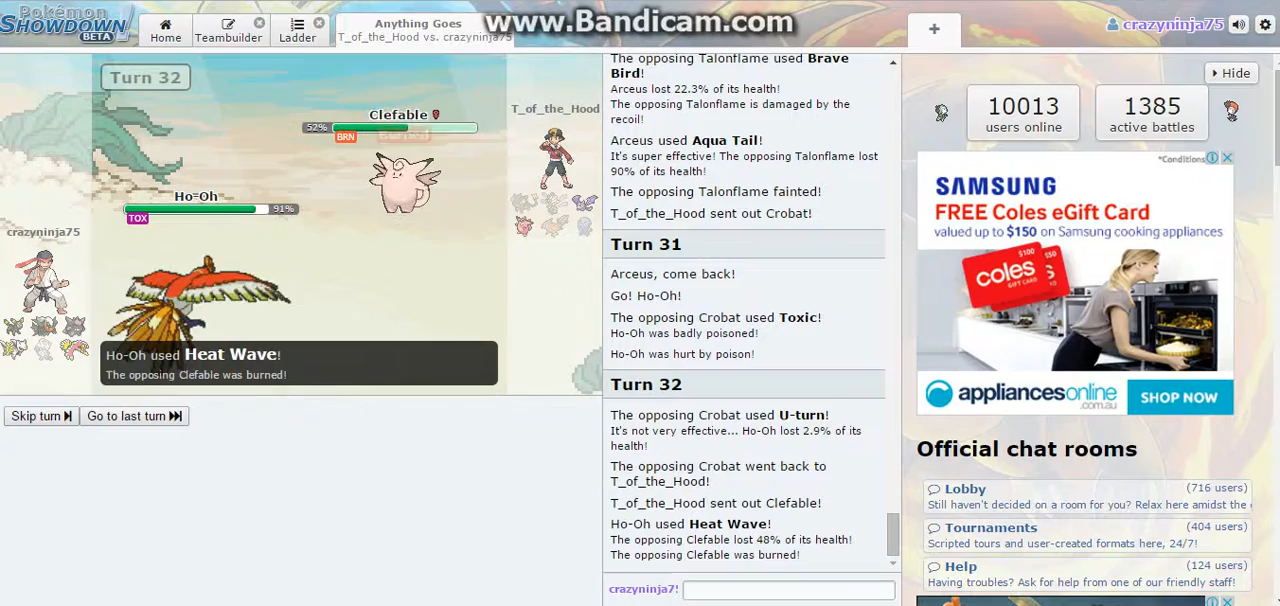 www.Bandicam.com
Pokémon
SHOWDOWN
BETA
Home
Teambuilder
Ladder
Anything Goes
T_of_the_Hood vs. crazyninja75
+
crazyninja75
Turn 32
Clefable
52%
BRN
Burned
T_of_the_Hood
Ho-Oh
91%
TOX
crazyninja75
Ho-Oh used Heat Wave!
The opposing Clefable was burned!
Skip turn
Go to last turn
The opposing Talonflame used Brave
Bird!
Arceus lost 22.3% of its health!
The opposing Talonflame is damaged by the
recoil!
Arceus used Aqua Tail!
It's super effective! The opposing Talonflame lost
90% of its health!
The opposing Talonflame fainted!
T_of_the_Hood sent out Crobat!
Turn 31
Arceus, come back!
Go! Ho-Oh!
The opposing Crobat used Toxic!
Ho-Oh was badly poisoned!
Ho-Oh was hurt by poison!
Turn 32
The opposing Crobat used U-turn!
It's not very effective... Ho-Oh lost 2.9% of its
health!
The opposing Crobat went back to
T_of_the_Hood!
T_of_the_Hood sent out Clefable!
Ho-Oh used Heat Wave!
The opposing Clefable lost 48% of its health!
The opposing Clefable was burned!
crazyninja7!
Hide
10013
users online
1385
active battles
*Conditions
SAMSUNG
FREE Coles eGift Card
valued up to $150 on Samsung cooking appliances
$100
$50
coles
GIFT CARD
appliancesonline
.com.au
SHOP NOW
Official chat rooms
Lobby
(716 users)
Still haven't decided on a room for you? Relax here amidst the
Tournaments
(404 users)
Scripted tours and user-created formats here, 24/7!
Help
(124 users)
Having troubles? Ask for help from one of our friendly staff!